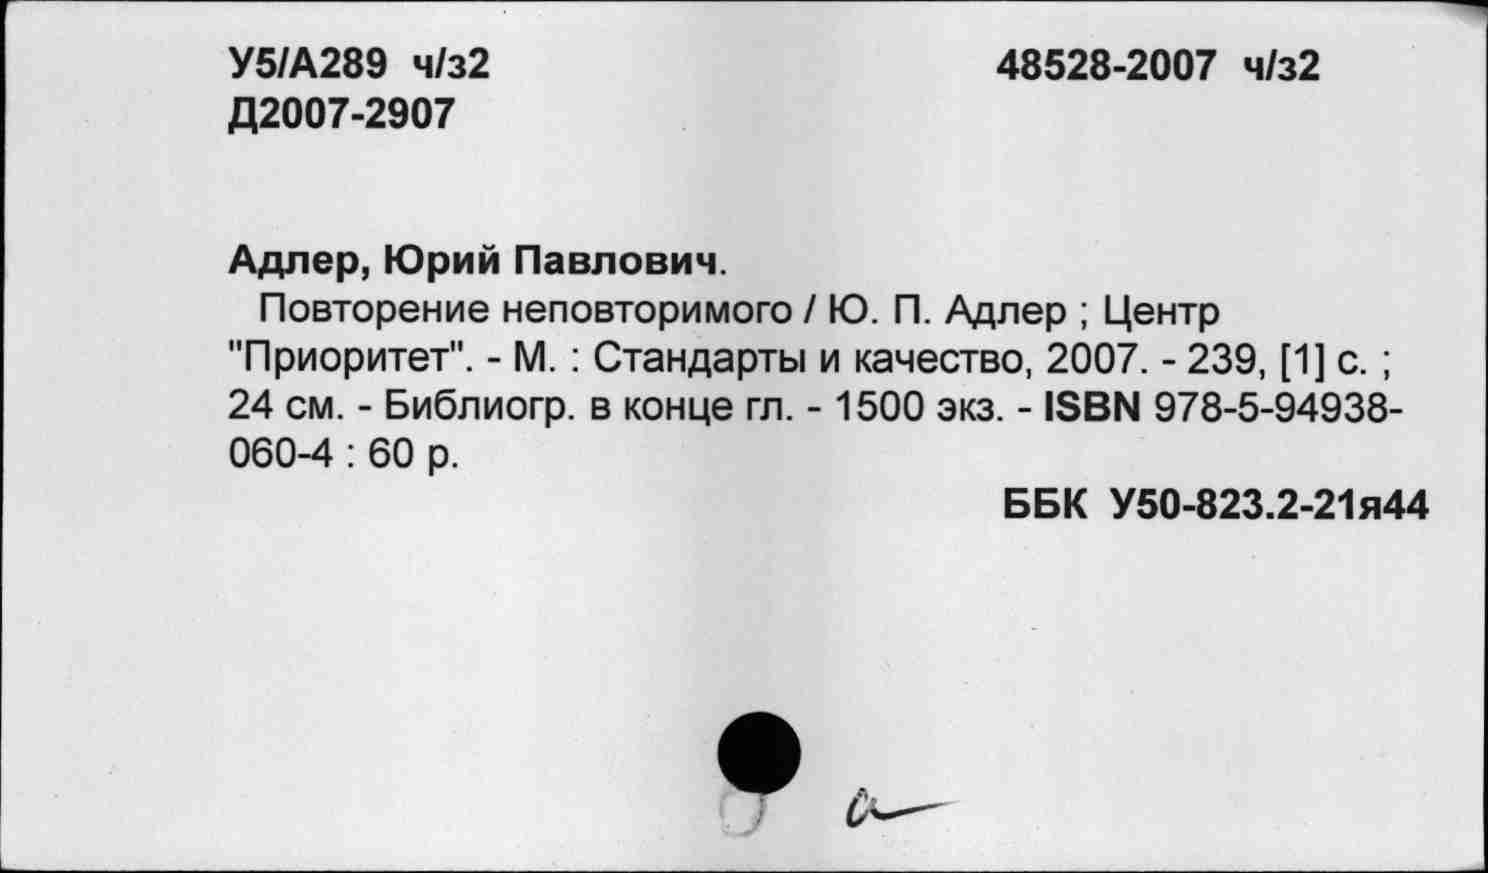 У5/А289 ч/з2 48528-2007 ч/з2
Д2007-2907
Адлер, Юрий Павлович.
Повторение неповторимого / Ю. П. Адлер ; Центр
"Приоритет". - М. : Стандарты и качество, 2007. - 239, [1] с. ;
24 см. - Библиогр. в конце гл. - 1500 экз. - ISBN 978-5-94938-
060-4 : 60 р.
ББК У50-823.2-21я44